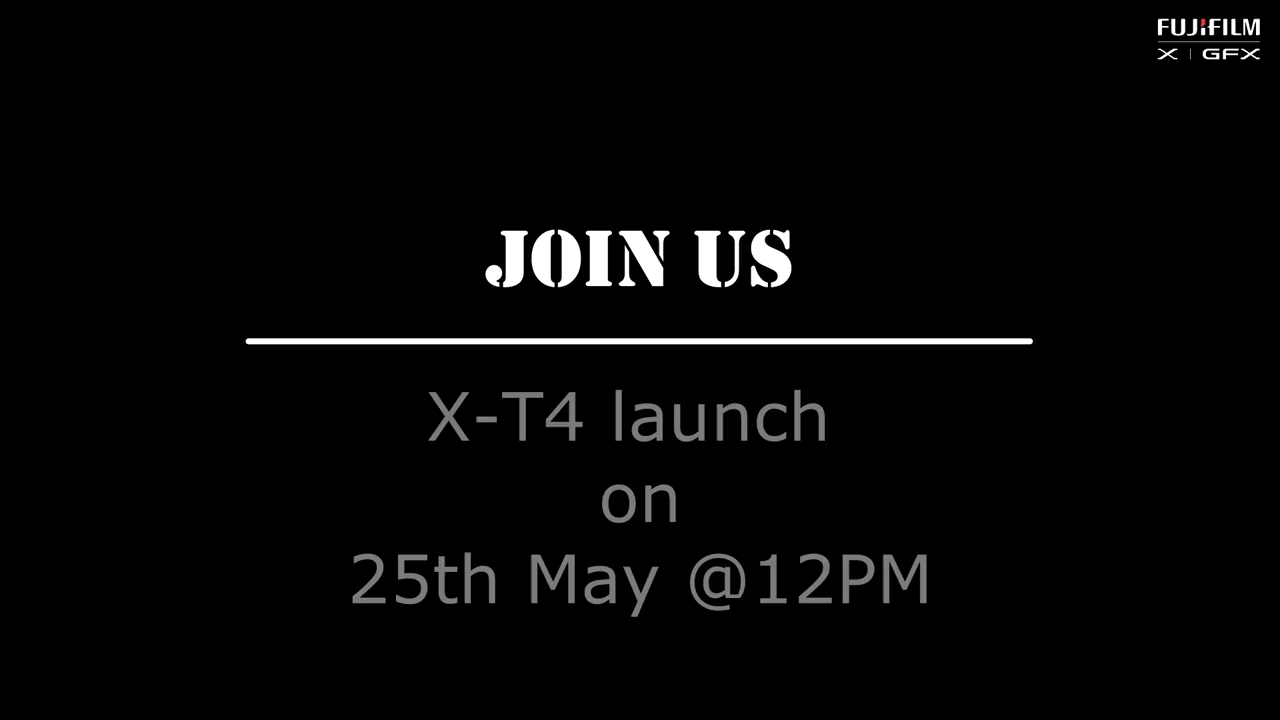 FUJIFILM
X | GFX
JOIN US
X-T4 launch
on
25th May @12PM